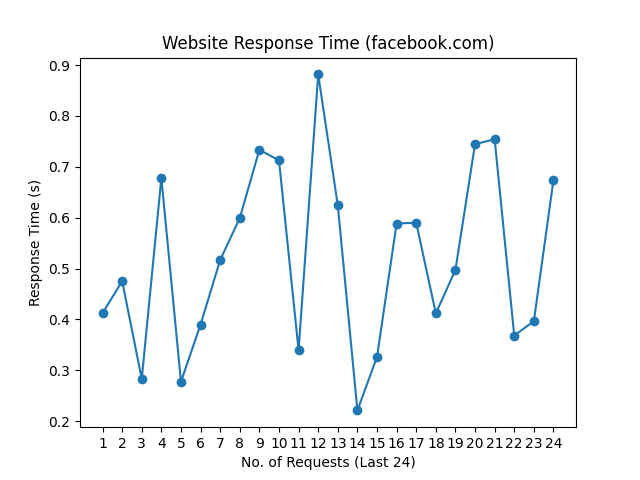 Website Response Time (facebook.com)
0.9
0.8
0.7
0.6
0.5
0.4
0.3
0.2
Response Time (s)
1 2 3 4 5 6 7 8 9 10 11 12 13 14 15 16 17 18 19 20 21 22 23 24
No. of Requests (Last 24)